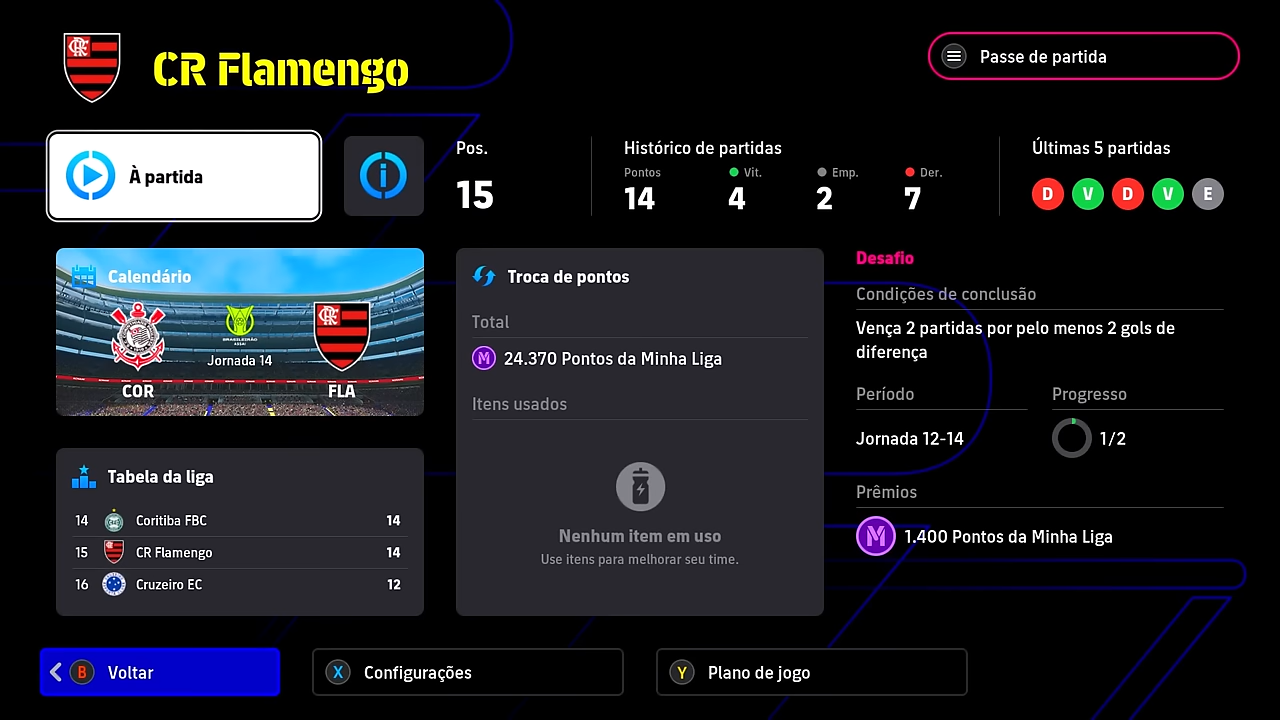 CR Flamengo
Passe de partida
À partida
Pos.
15
Histórico de partidas
Pontos
14
Vit.
4
Emp.
2
Der.
7
Últimas 5 partidas
D V D V E
Calendário
BRASILEIRÃO
ASSAÍ
Jornada 14
COR
FLA
Tabela da liga
14 Coritiba FBC 14
15 CR Flamengo 14
16 Cruzeiro EC 12
Troca de pontos
Total
M 24.370 Pontos da Minha Liga
Itens usados
Nenhum item em uso
Use itens para melhorar seu time.
Desafio
Condições de conclusão
Vença 2 partidas por pelo menos 2 gols de
diferença
Período
Jornada 12-14
Progresso
1/2
Prêmios
M 1.400 Pontos da Minha Liga
B Voltar
X Configurações
Y Plano de jogo